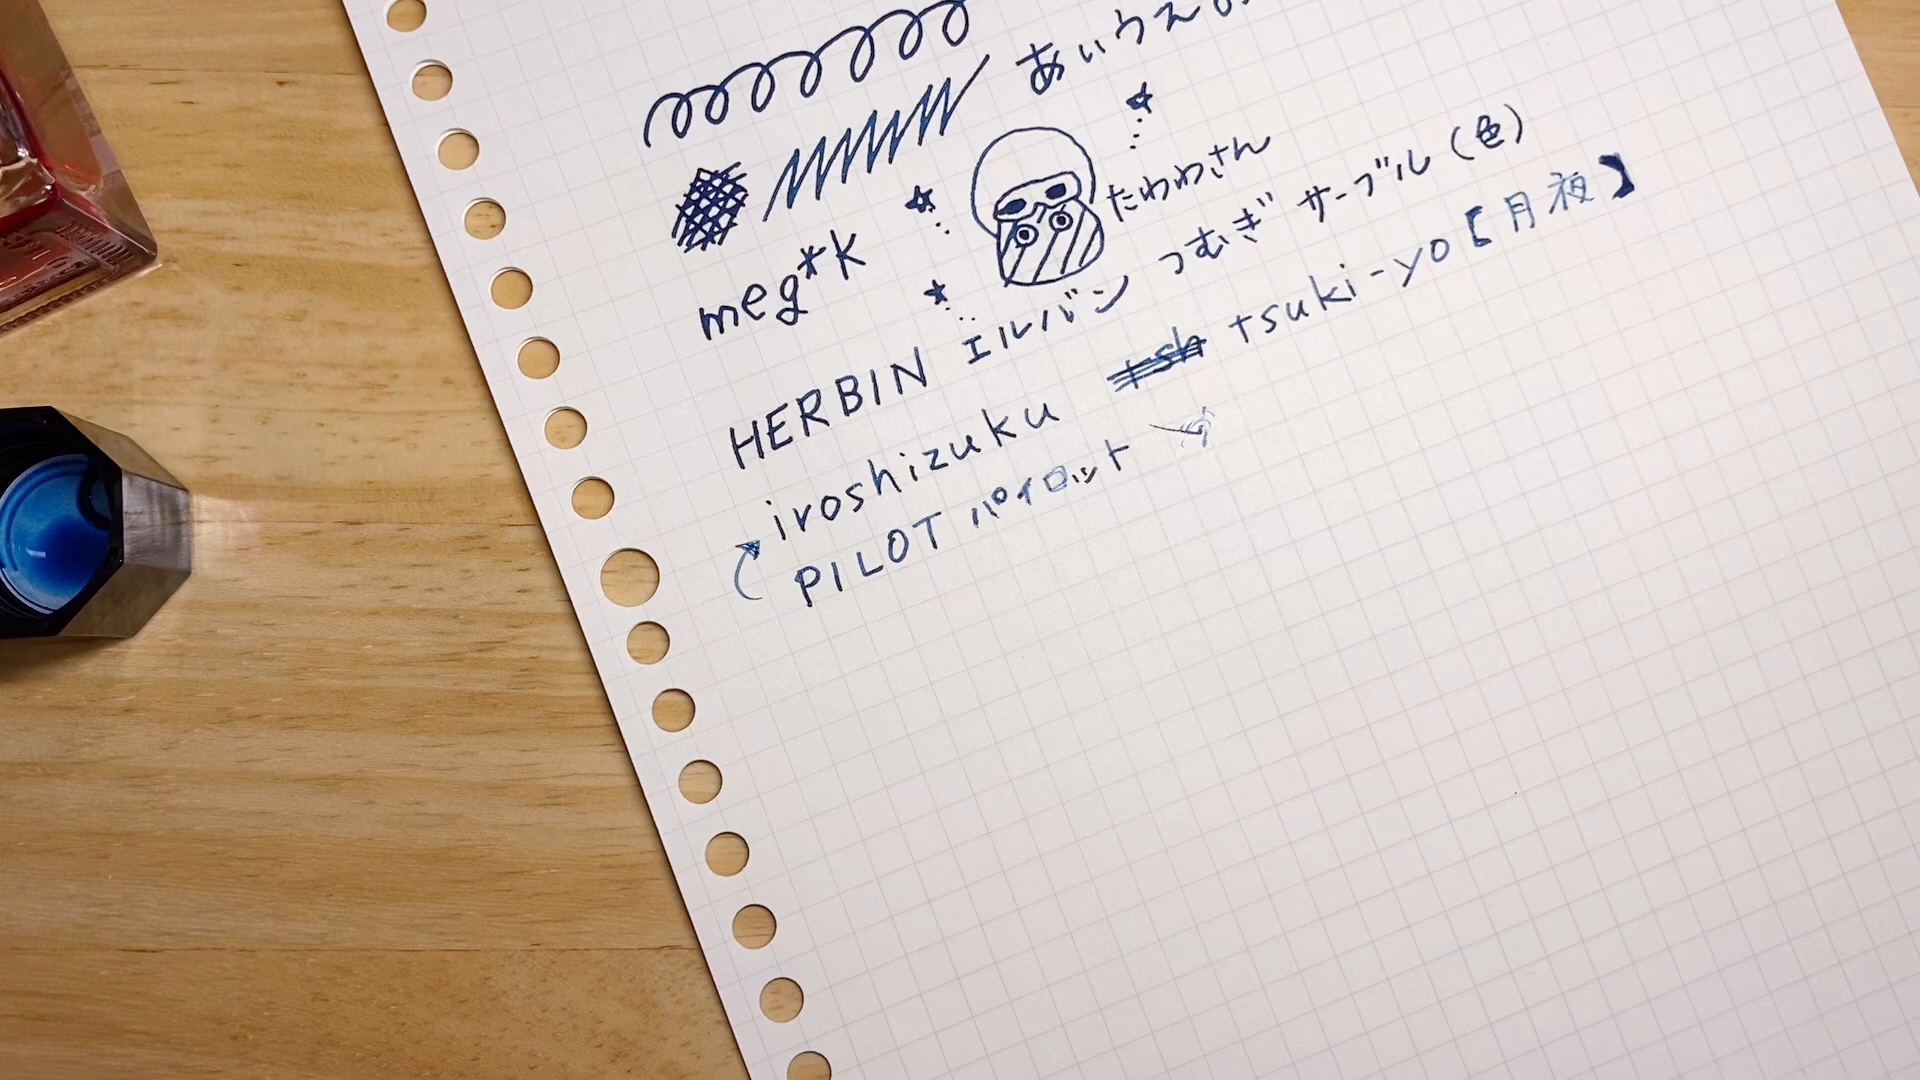 あいうえお
たわわさん
meg*k
HERBIN エルバン つむぎ サーブル (色)
iroshizuku tsuki-yo【月夜】
PILOT パイロット